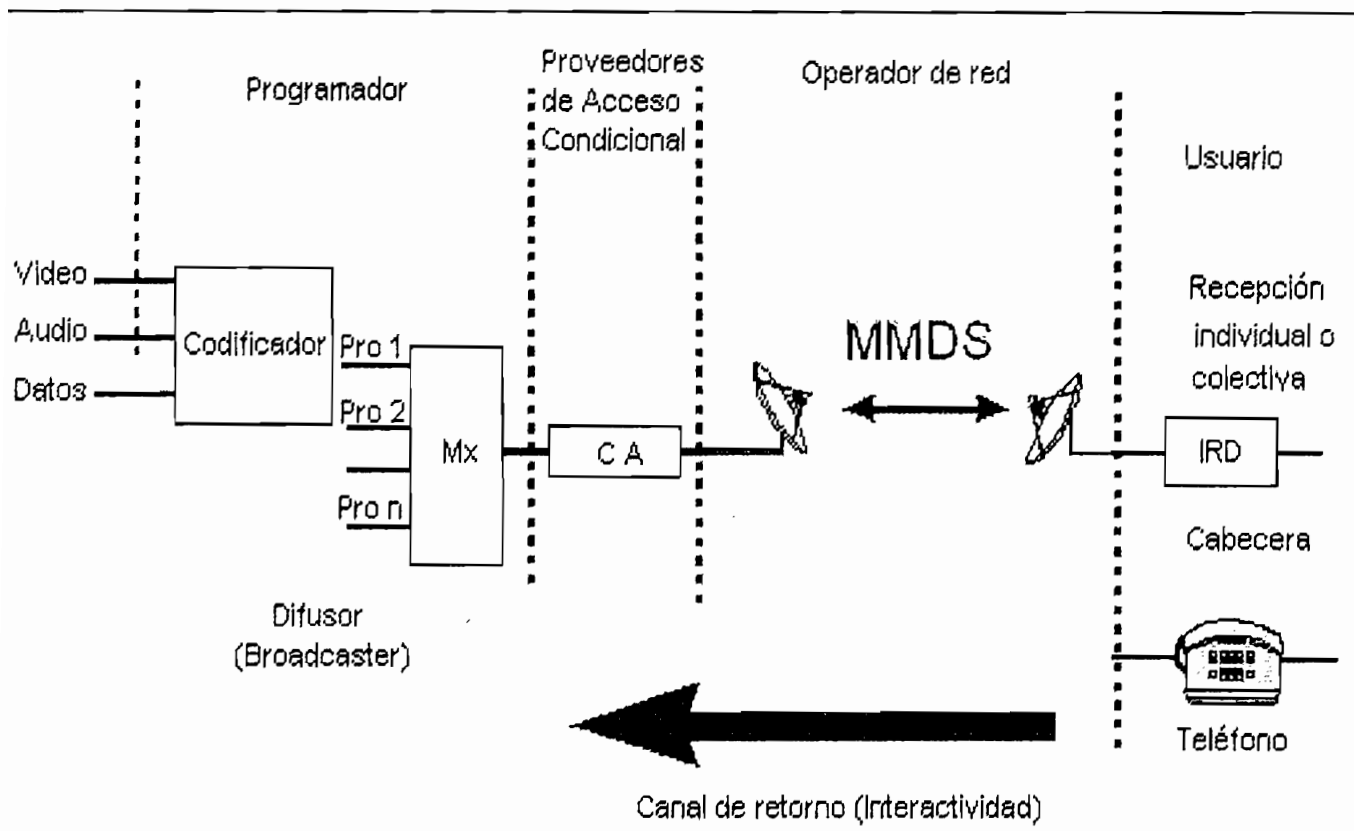 Programador
Proveedores
de Acceso
Condicional
Operador de red
Usuario
Video
Audio
Datos
Codificador
Pro 1
Pro 2
Pro n
Mx
C A
MMDS
Recepción
individual o
colectiva
IRD
Cabecera
Difusor
(Broadcaster)
Teléfono
Canal de retorno (Interactividad)